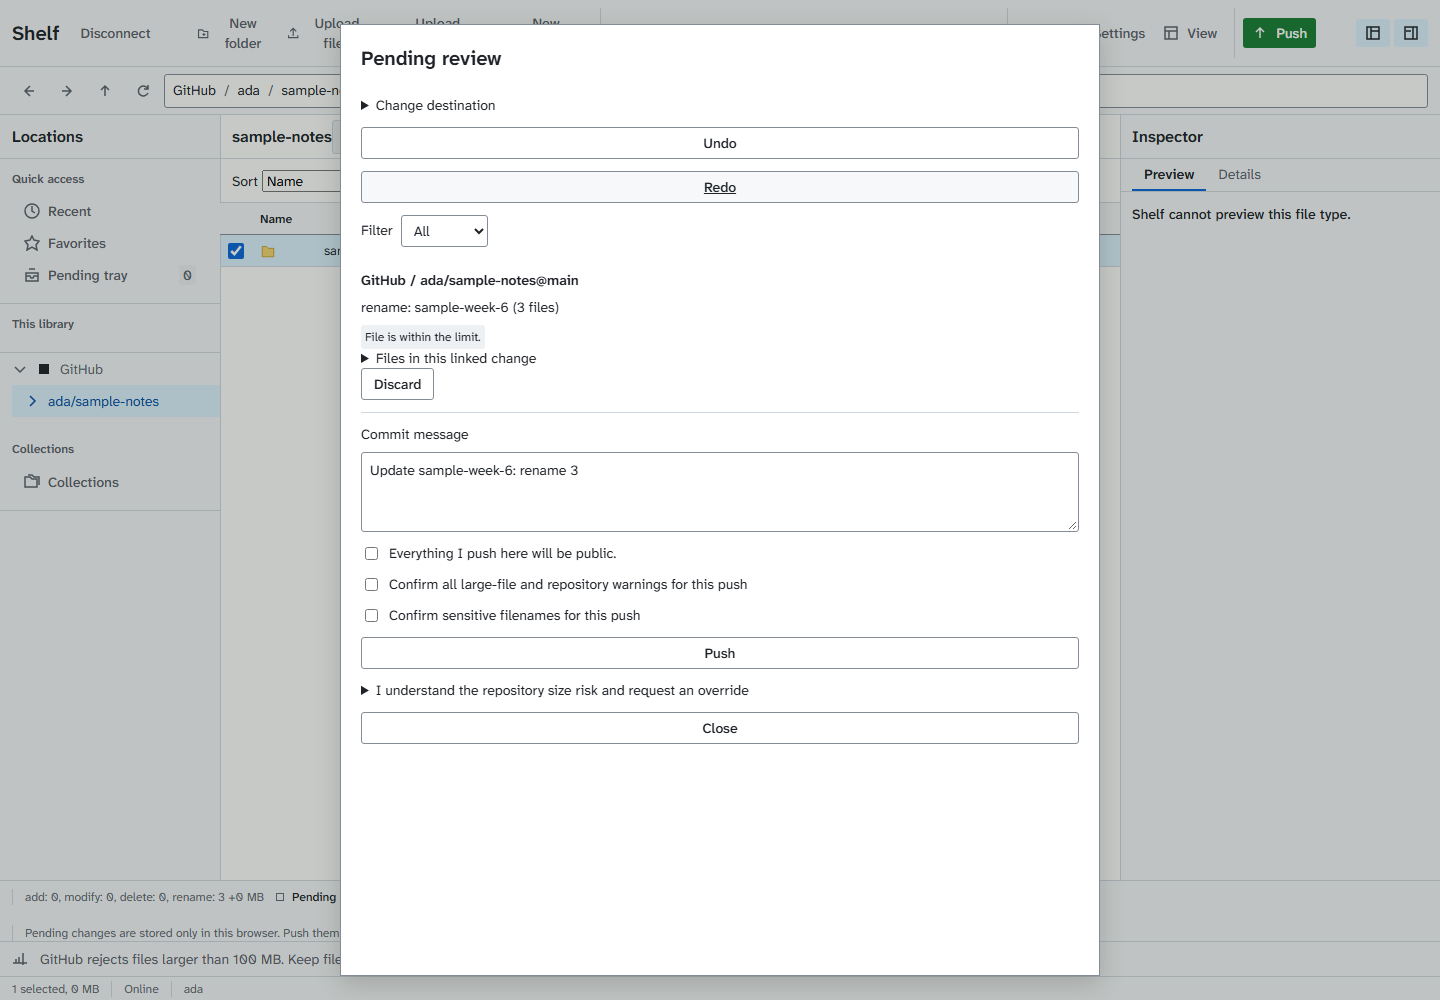 Shelf
Disconnect
New folder
Upload
Upload
New
Settings
View
Push
GitHub / ada /
Locations
Quick access
Recent
Favorites
Pending tray 0
This library
GitHub
ada/sample-notes
Collections
Collections
sample-notes
Sort Name
Name
Pending review
Change destination
Undo
Redo
Filter All
GitHub / ada/sample-notes@main
rename: sample-week-6 (3 files)
File is within the limit.
Files in this linked change
Discard
Commit message
Update sample-week-6: rename 3
Everything I push here will be public.
Confirm all large-file and repository warnings for this push
Confirm sensitive filenames for this push
Push
I understand the repository size risk and request an override
Close
Inspector
Preview Details
Shelf cannot preview this file type.
add: 0, modify: 0, delete: 0, rename: 3 +0 MB Pending
Pending changes are stored only in this browser. Push them
GitHub rejects files larger than 100 MB. Keep
1 selected, 0 MB Online ada